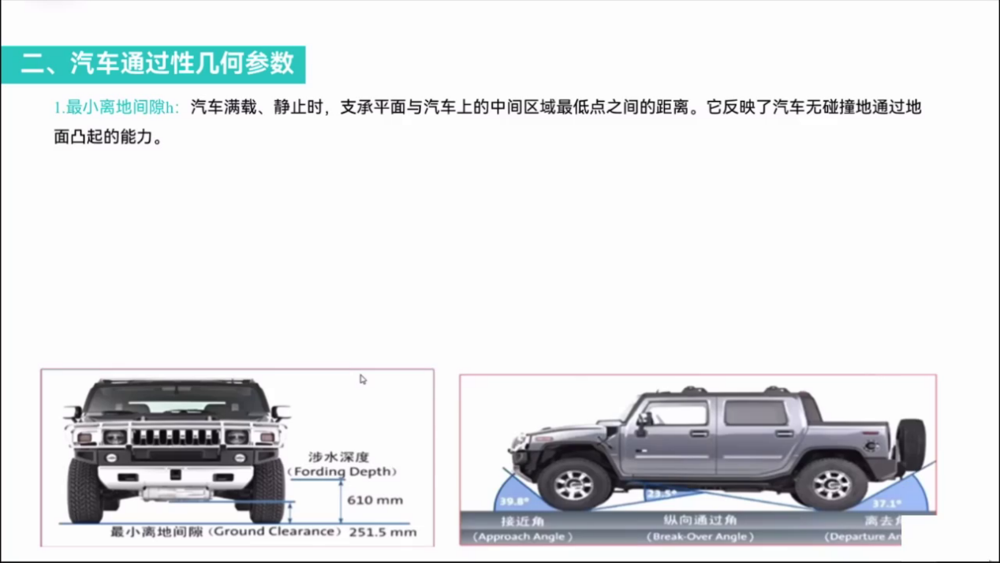 二、汽车通过性几何参数
1.最小离地间隙h：汽车满载、静止时，支承平面与汽车上的中间区域最低点之间的距离。它反映了汽车无碰撞地通过地
面凸起的能力。
涉水深度
（Fording Depth）
610 mm
最小离地间隙（Ground Clearance）251.5 mm
39.8°
23.5°
37.1°
接近角
纵向通过角
离去
（Approach Angle）
（Break-Over Angle）
（Departure